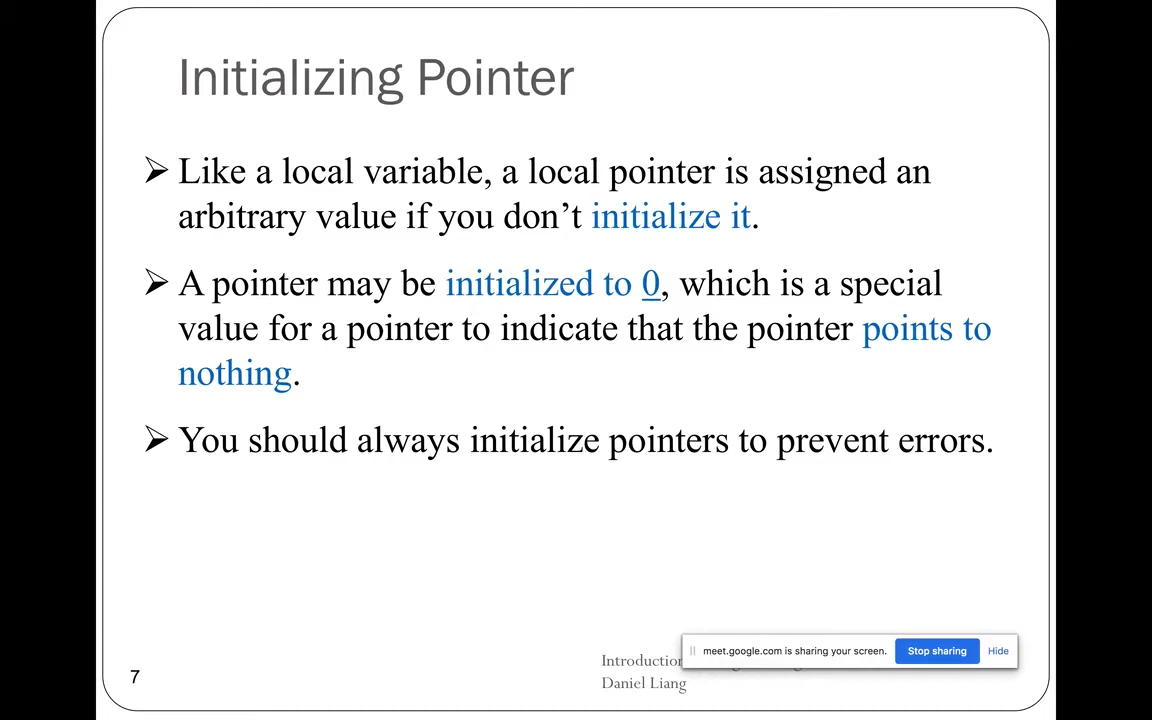 Initializing Pointer
➢ Like a local variable, a local pointer is assigned an
arbitrary value if you don’t initialize it.
➢ A pointer may be initialized to 0, which is a special
value for a pointer to indicate that the pointer points to
nothing.
➢ You should always initialize pointers to prevent errors.
meet.google.com is sharing your screen. Stop sharing Hide
Introduction
Daniel Liang
7